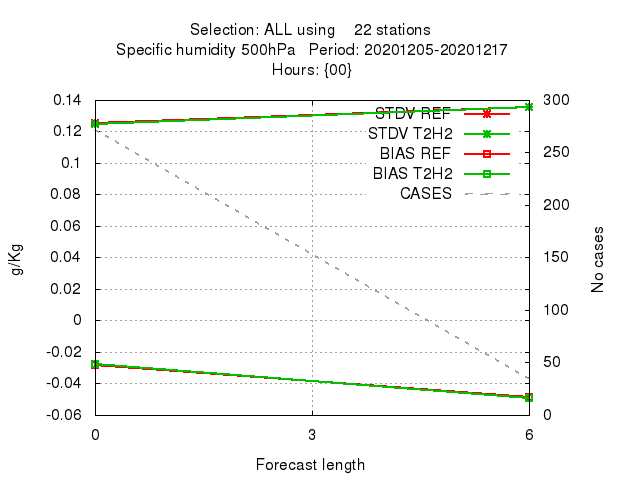 Selection: ALL using 22 stations
Specific humidity 500hPa Period: 20201205-20201217
Hours: {00}
0.14
0.12
0.1
0.08
0.06
0.04
0.02
0
-0.02
-0.04
-0.06
g/Kg
STDV REF
STDV T2H2
BIAS REF
BIAS T2H2
CASES
300
250
200
150
100
50
0
No cases
0 3 6
Forecast length